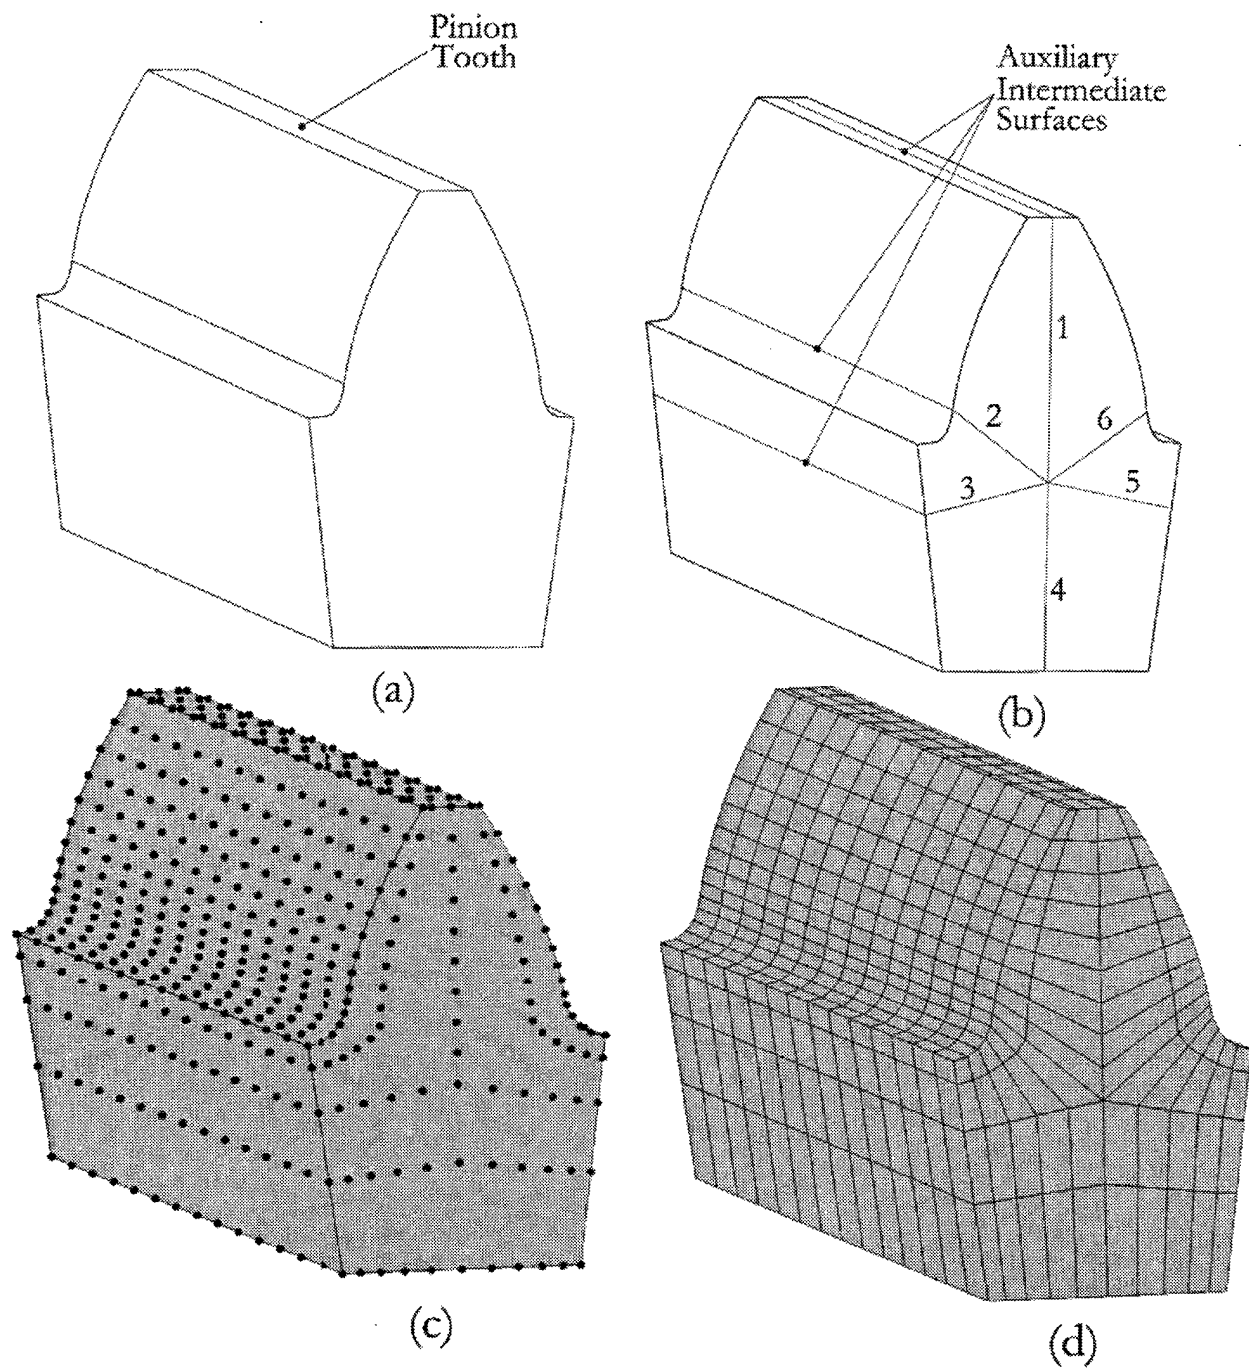 Pinion
Tooth
Auxiliary
Intermediate
Surfaces
1
2
6
3
5
4
(a)
(b)
(c)
(d)